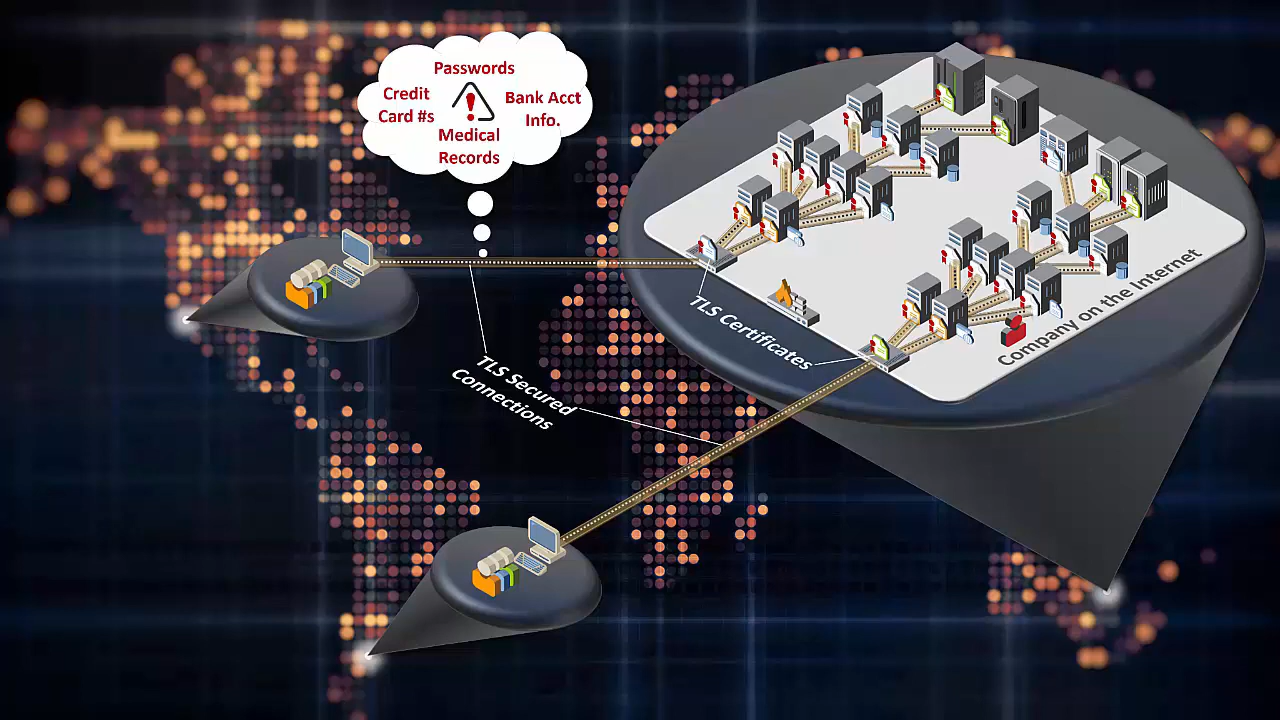 Passwords
Credit
Card #s
Bank Acct
Info.
Medical
Records
TLS Certificates
Company on the Internet
TLS Secured
Connections